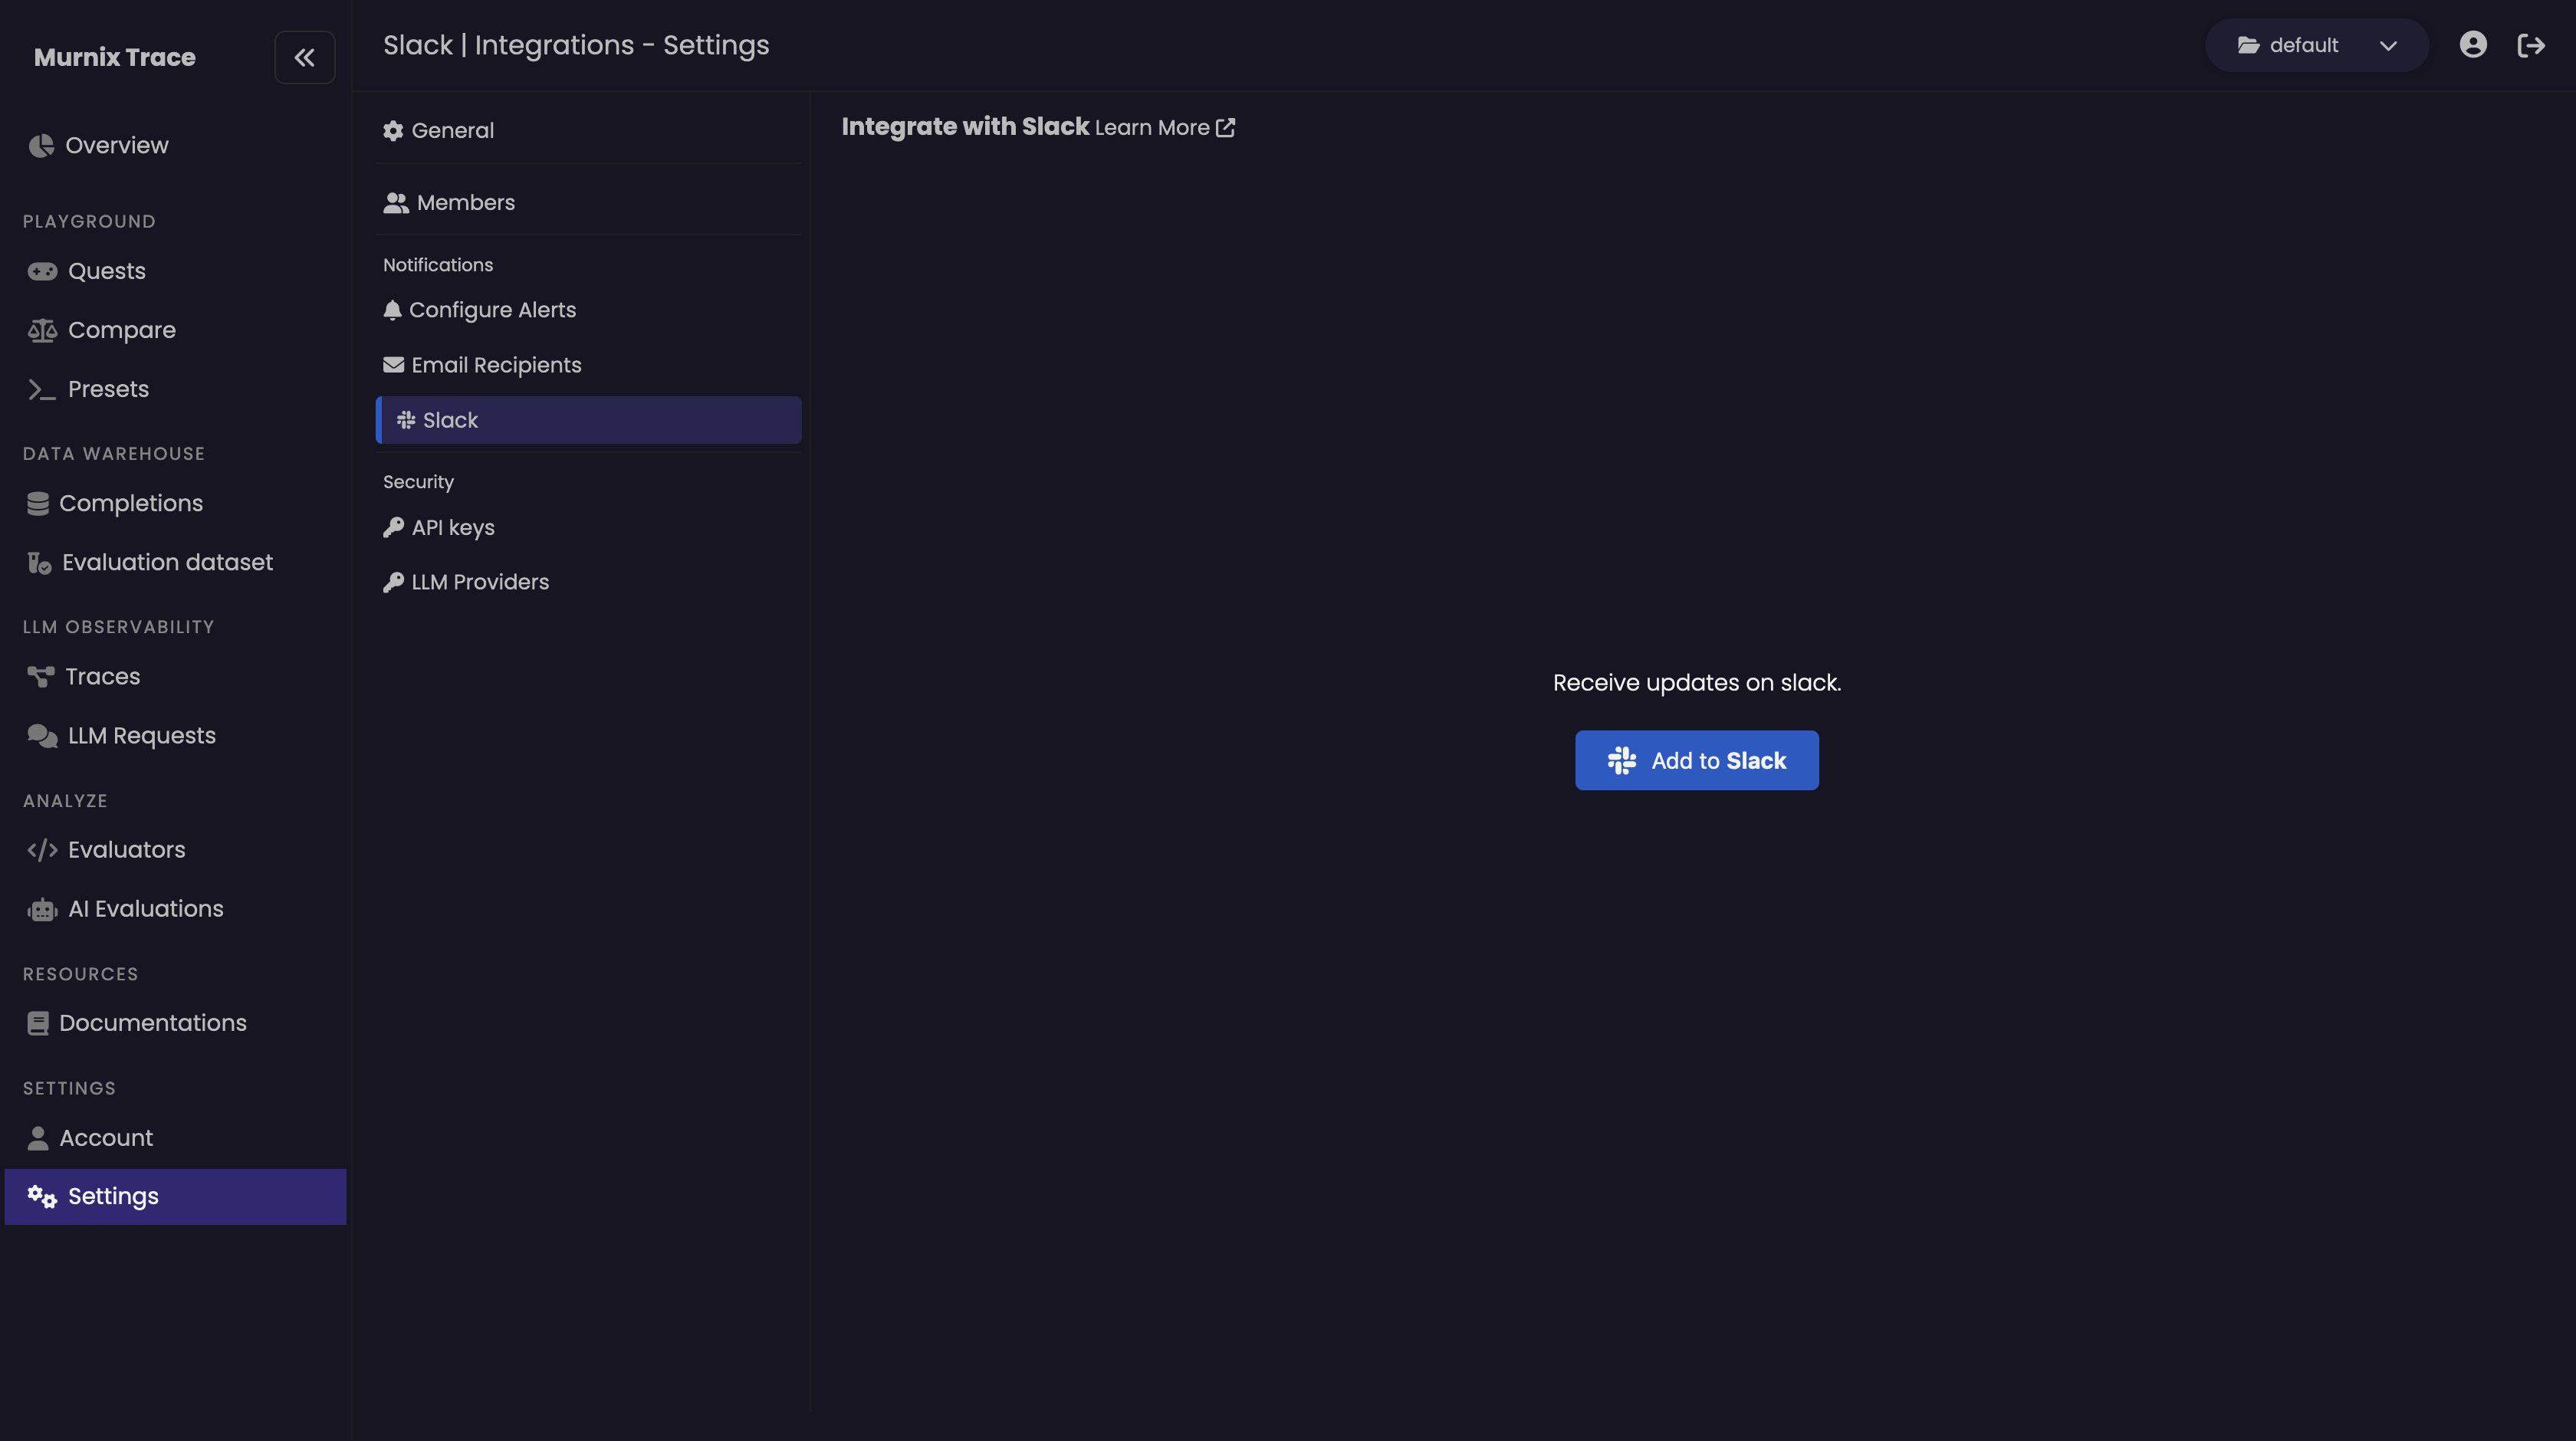 Murnix Trace
Overview
PLAYGROUND
Quests
Compare
Presets
DATA WAREHOUSE
Completions
Evaluation dataset
LLM OBSERVABILITY
Traces
LLM Requests
ANALYZE
Evaluators
AI Evaluations
RESOURCES
Documentations
SETTINGS
Account
Settings
Slack | Integrations - Settings
default
General
Members
Notifications
Configure Alerts
Email Recipients
Slack
Security
API keys
LLM Providers
Integrate with Slack Learn More
Receive updates on slack.
Add to Slack